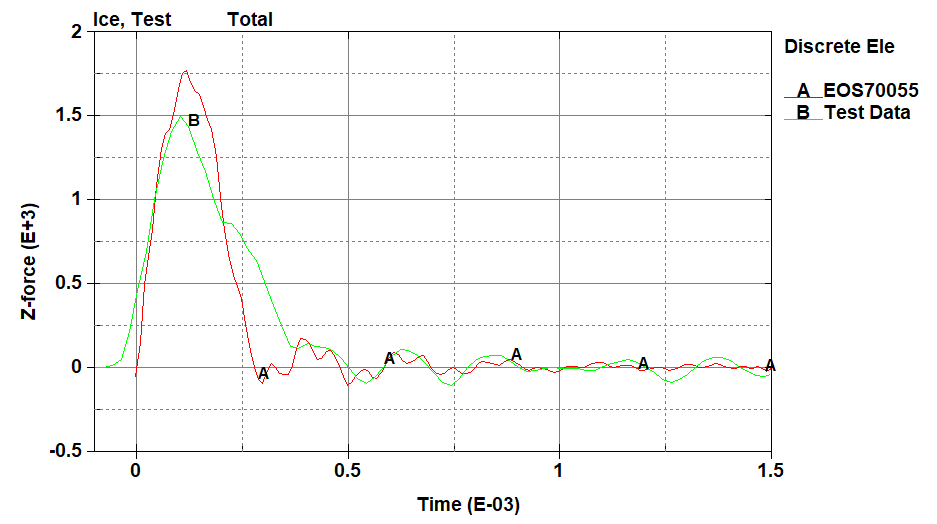 Ice, Test Total
Discrete Ele
A EOS70055
B Test Data
Z-force (E+3)
2
1.5
1
0.5
0
-0.5
B
A
A
A
A
A
0
0.5
1
1.5
Time (E-03)